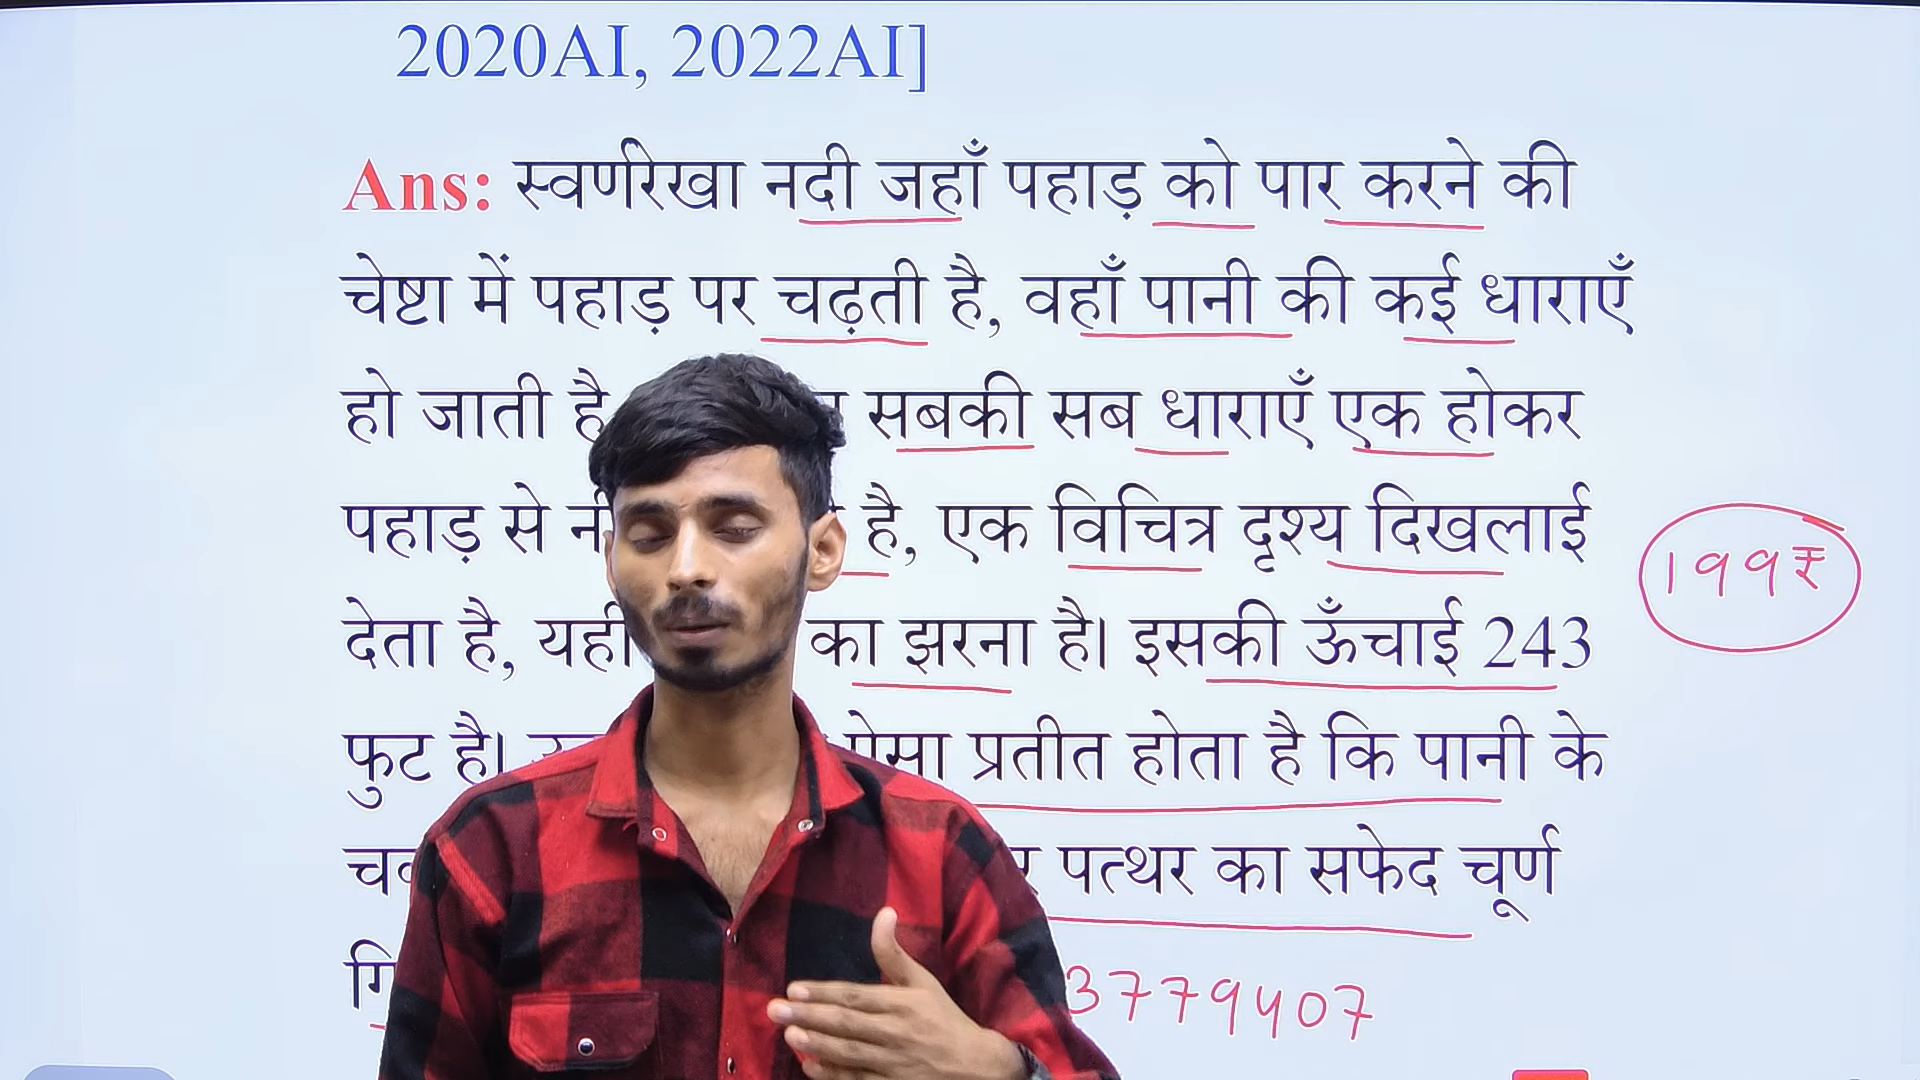 2020AI, 2022AI]
Ans: स्वर्णरेखा नदी जहाँ पहाड़ को पार करने की
चेष्टा में पहाड़ पर चढ़ती है, वहाँ पानी की कई धाराएँ
हो जाती है सबकी सब धाराएँ एक होकर
पहाड़ से है, एक विचित्र दृश्य दिखलाई
199₹
देता है, यही का झरना है। इसकी ऊँचाई 243
फुट है। ऐसा प्रतीत होता है कि पानी के
पत्थर का सफेद चूर्ण
3779407